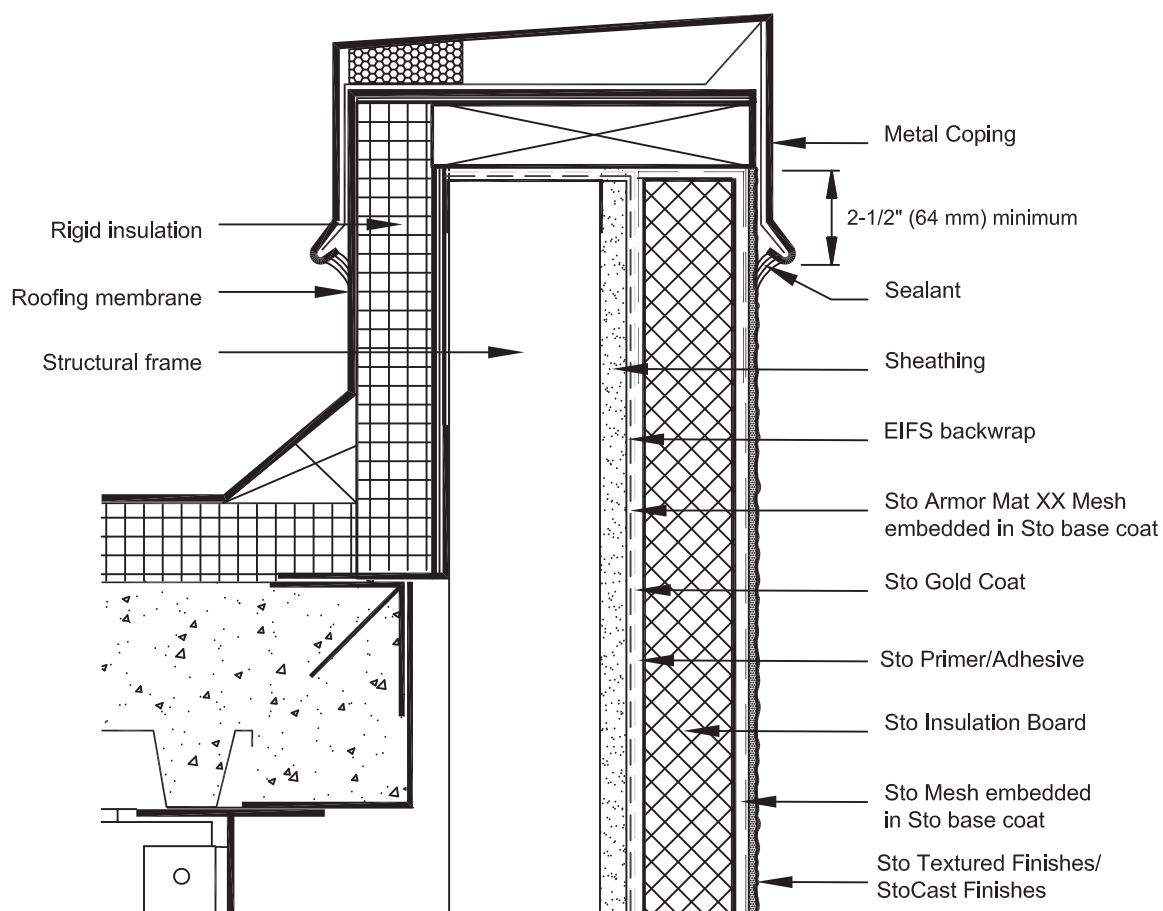 Metal Coping
2-1/2" (64 mm) minimum
Rigid insulation
Roofing membrane
Sealant
Structural frame
Sheathing
EIFS backwrap
Sto Armor Mat XX Mesh
embedded in Sto base coat
Sto Gold Coat
Sto Primer/Adhesive
Sto Insulation Board
Sto Mesh embedded
in Sto base coat
Sto Textured Finishes/
StoCast Finishes